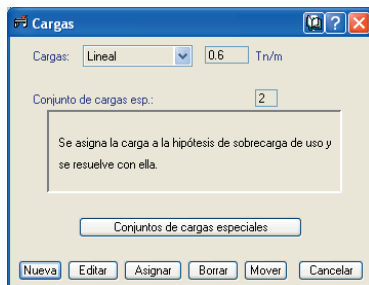 Cargas
Cargas: Lineal 0.6 Tn/m
Conjunto de cargas esp.: 2
Se asigna la carga a la hipótesis de sobrecarga de uso y
se resuelve con ella.
Conjuntos de cargas especiales
Nueva Editar Asignar Borrar Mover Cancelar